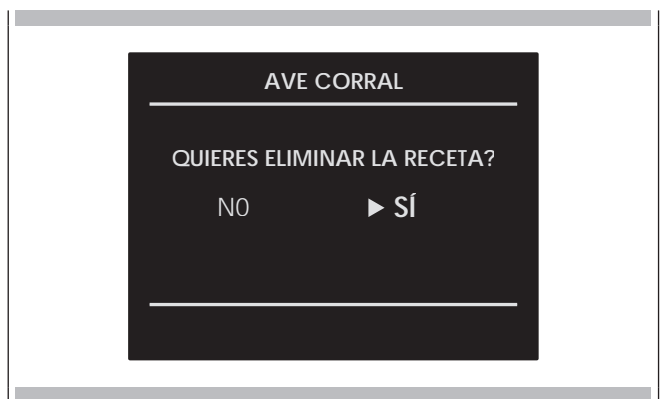 AVE CORRAL
QUIERES ELIMINAR LA RECETA?
N0 ▶ SÍ